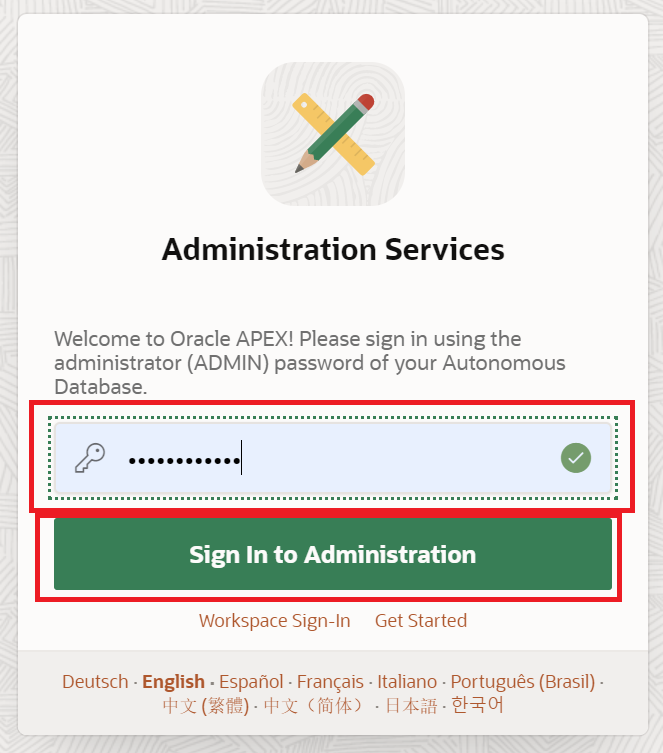 Administration Services
Welcome to Oracle APEX! Please sign in using the
administrator (ADMIN) password of your Autonomous
Database.
••••••••••••
Sign In to Administration
Workspace Sign-In Get Started
Deutsch · English · Español · Français · Italiano · Português (Brasil) ·
中文 (繁體) · 中文（简体） · 日本語 · 한국어